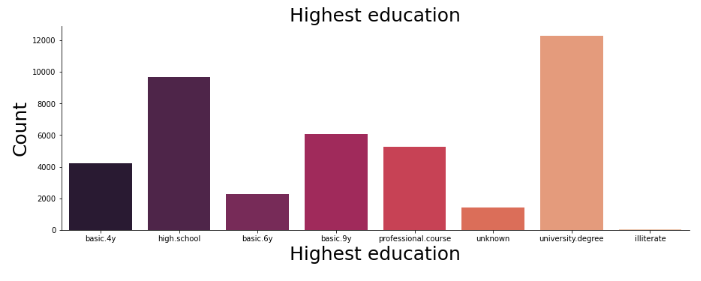 Highest education
12000
10000
8000
6000
4000
2000
0
Count
basic.4y high.school basic.6y basic.9y professional.course unknown university.degree illiterate
Highest education